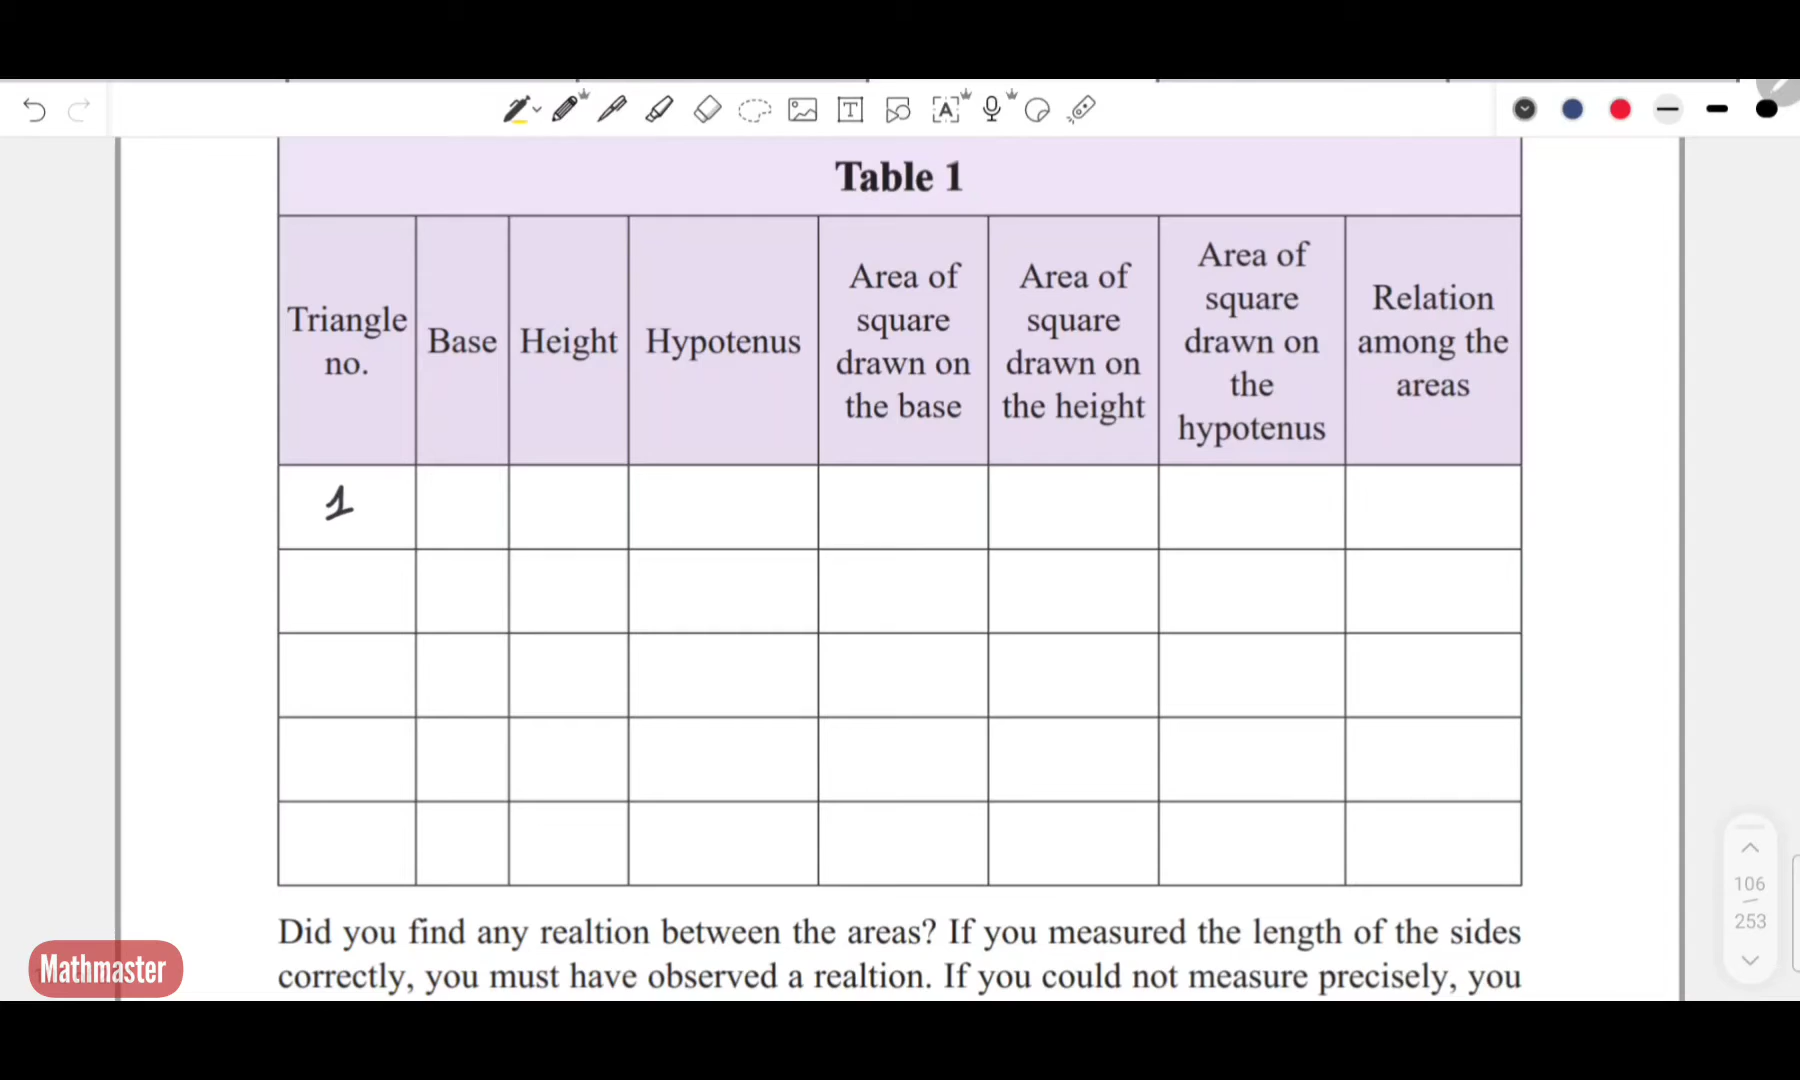 Table 1
Triangle
no.
Base
Height
Hypotenus
Area of
square
drawn on
the base
Area of
square
drawn on
the height
Area of
square
drawn on
the
hypotenus
Relation
among the
areas
1
Did you find any realtion between the areas? If you measured the length of the sides
correctly, you must have observed a realtion. If you could not measure precisely, you
106
253
Mathmaster